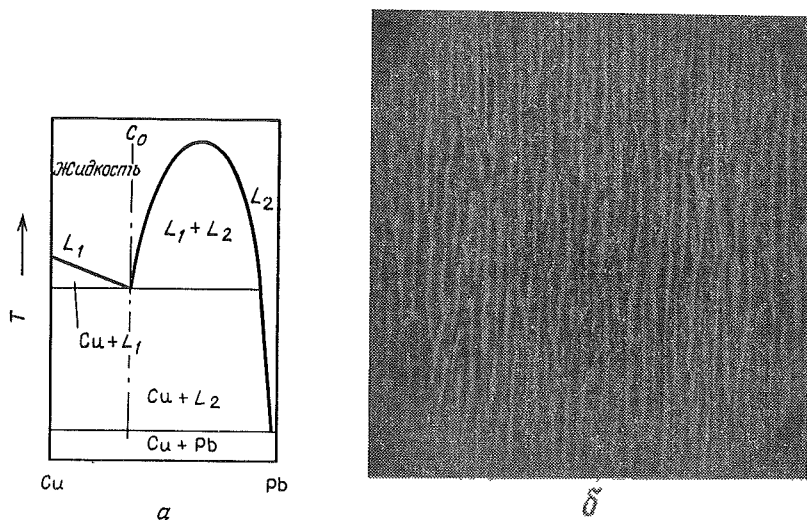 C₀
Жидкость
L₁
L₁ + L₂
L₂
T
Cu + L₁
Cu + L₂
Cu + Pb
Cu
Pb
а
б